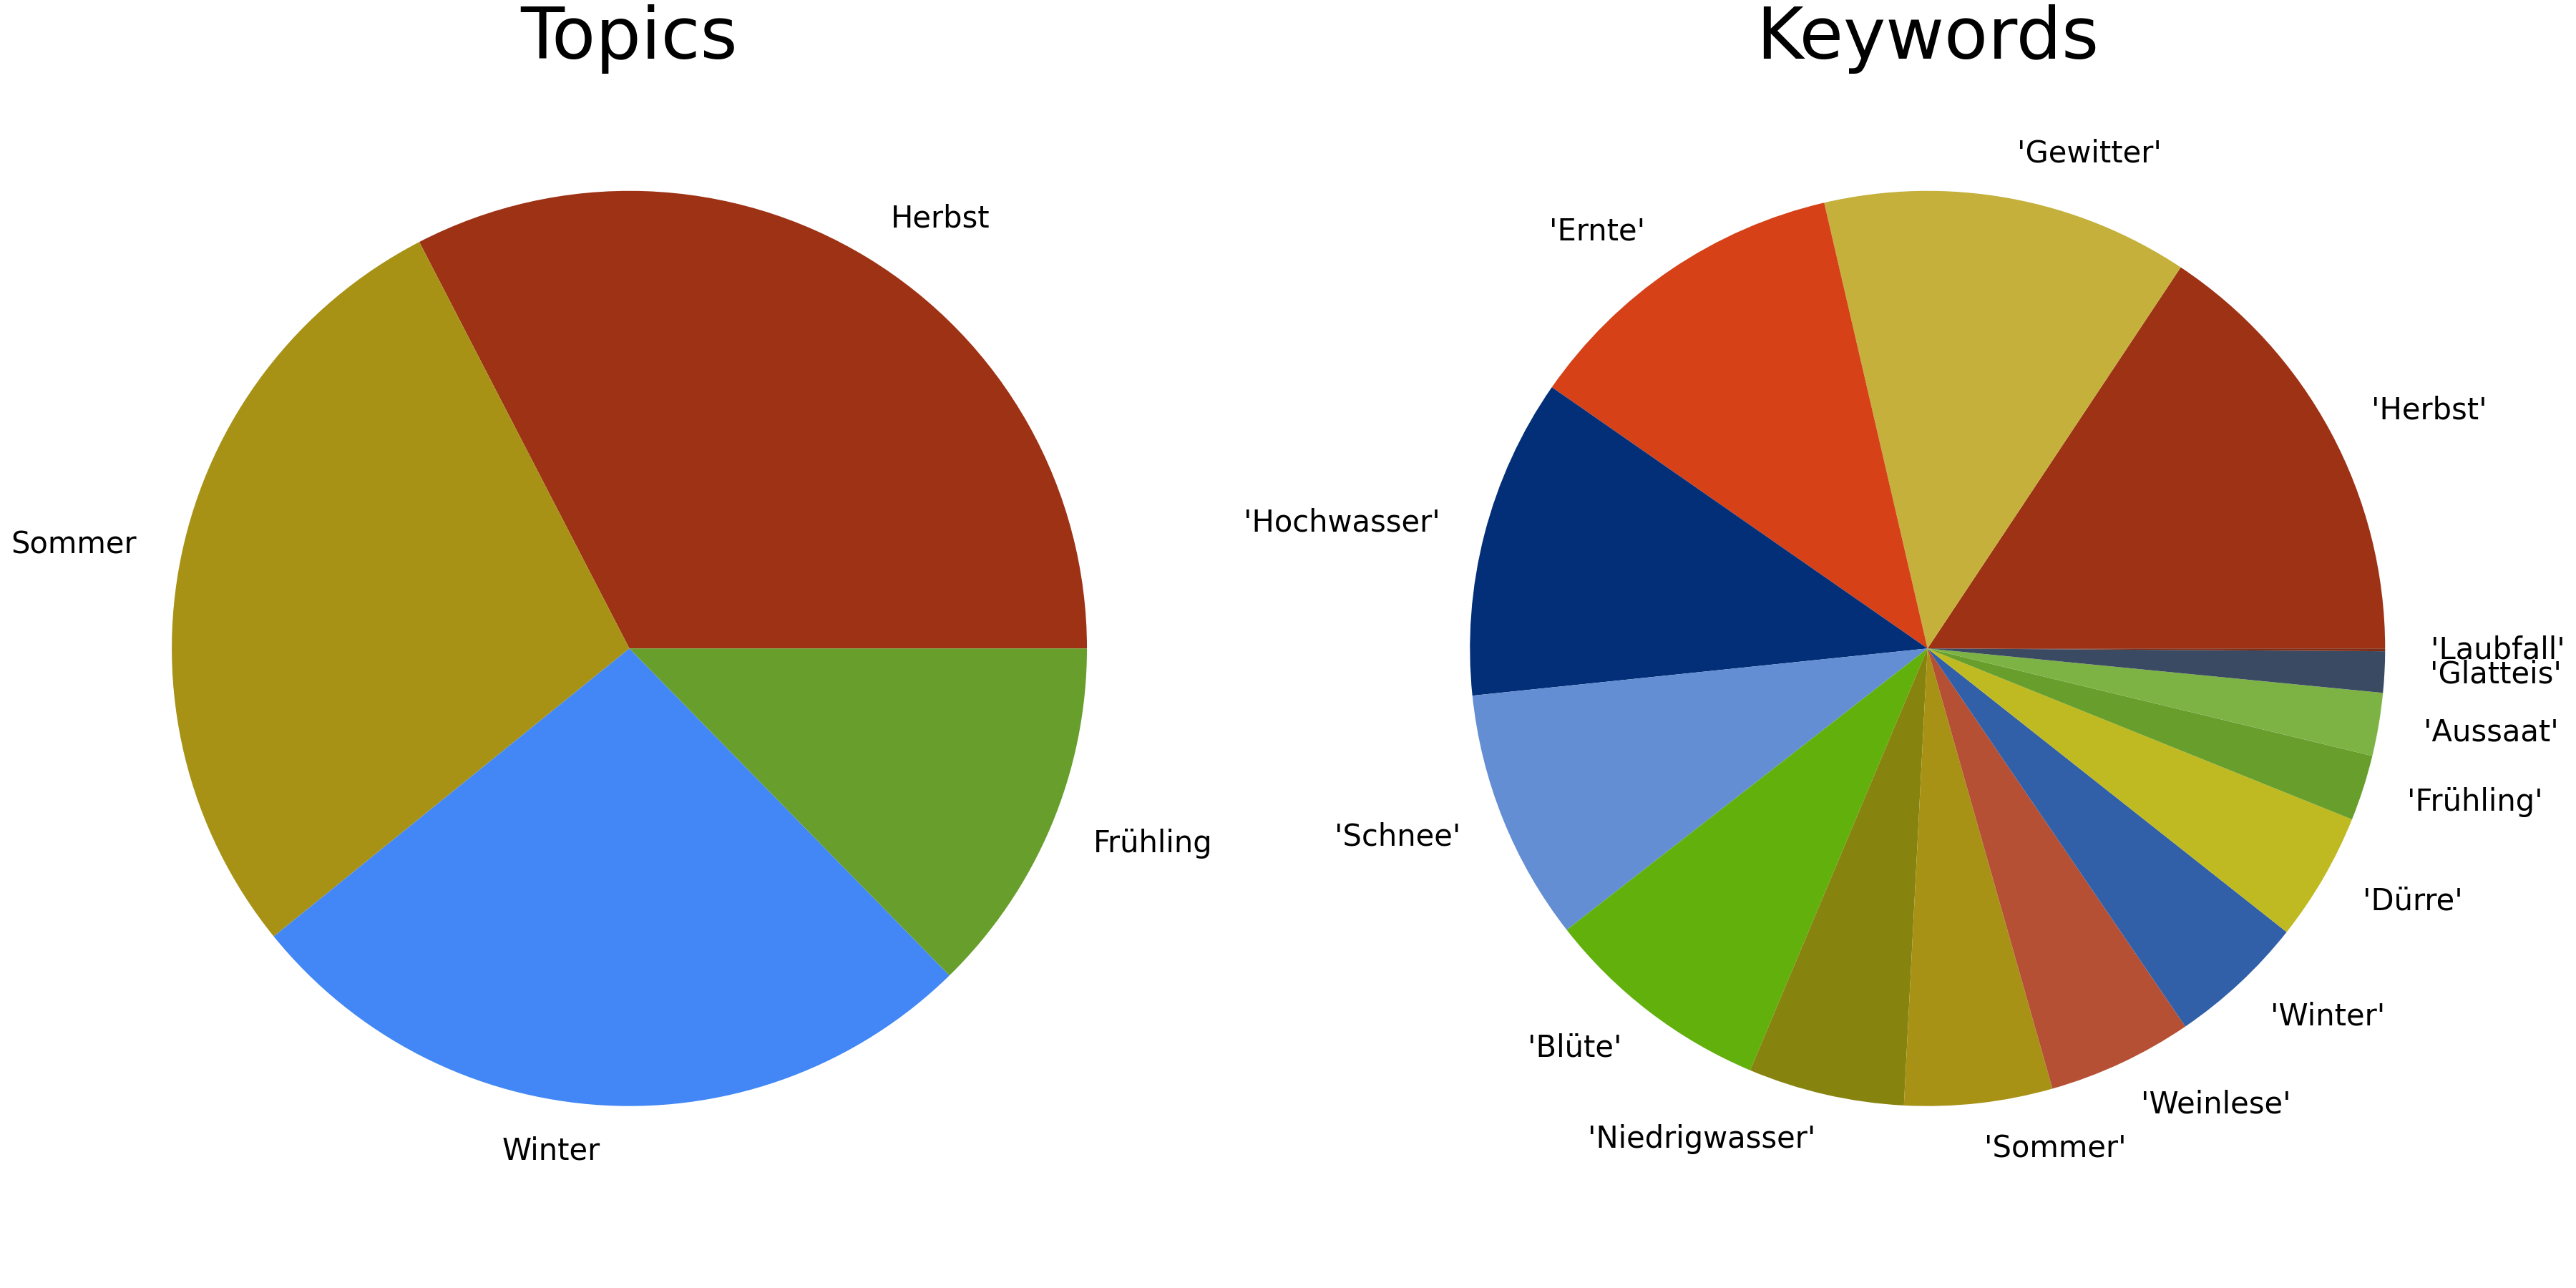 Topics
Herbst
Sommer
Frühling
Winter
Keywords
'Gewitter'
'Ernte'
'Herbst'
'Hochwasser'
'Laubfall'
'Glatteis'
'Aussaat'
'Frühling'
'Schnee'
'Dürre'
'Winter'
'Blüte'
'Weinlese'
'Niedrigwasser'
'Sommer'